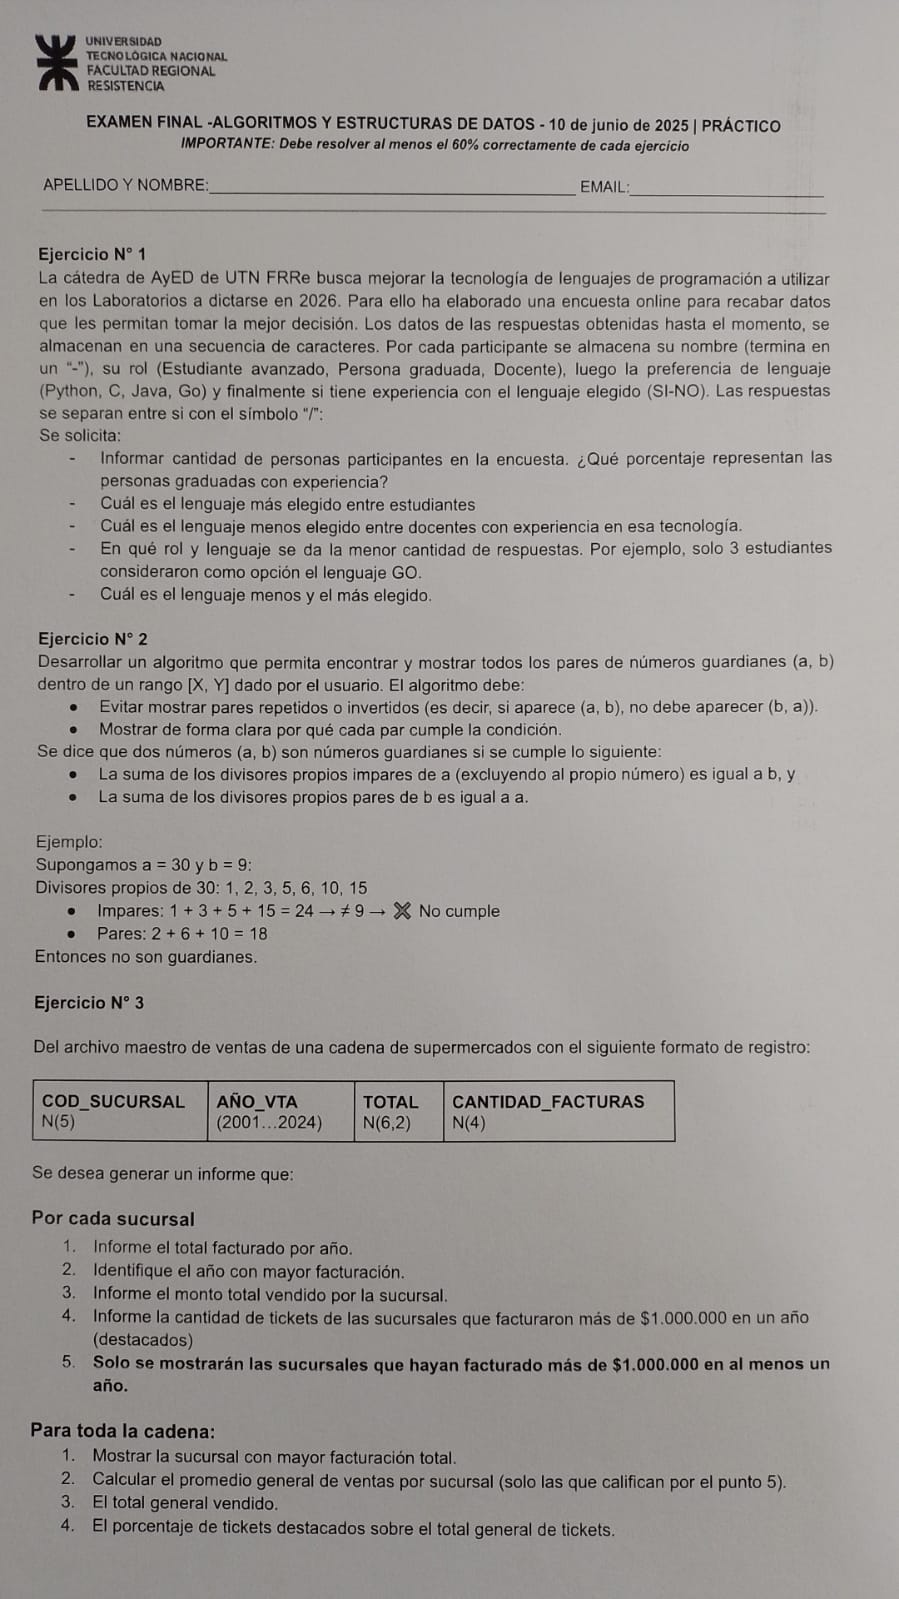 UNIVERSIDAD
TECNOLÓGICA NACIONAL
FACULTAD REGIONAL
RESISTENCIA
EXAMEN FINAL -ALGORITMOS Y ESTRUCTURAS DE DATOS - 10 de junio de 2025 | PRÁCTICO
IMPORTANTE: Debe resolver al menos el 60% correctamente de cada ejercicio
APELLIDO Y NOMBRE:____________________ EMAIL:____________________
Ejercicio N° 1
La cátedra de AyED de UTN FRRe busca mejorar la tecnología de lenguajes de programación a utilizar
en los Laboratorios a dictarse en 2026. Para ello ha elaborado una encuesta online para recabar datos
que les permitan tomar la mejor decisión. Los datos de las respuestas obtenidas hasta el momento, se
almacenan en una secuencia de caracteres. Por cada participante se almacena su nombre (termina en
un "-"), su rol (Estudiante avanzado, Persona graduada, Docente), luego la preferencia de lenguaje
(Python, C, Java, Go) y finalmente si tiene experiencia con el lenguaje elegido (SI-NO). Las respuestas
se separan entre si con el símbolo "/":
Se solicita:
- Informar cantidad de personas participantes en la encuesta. ¿Qué porcentaje representan las
personas graduadas con experiencia?
- Cuál es el lenguaje más elegido entre estudiantes
- Cuál es el lenguaje menos elegido entre docentes con experiencia en esa tecnología.
- En qué rol y lenguaje se da la menor cantidad de respuestas. Por ejemplo, solo 3 estudiantes
consideraron como opción el lenguaje GO.
- Cuál es el lenguaje menos y el más elegido.
Ejercicio N° 2
Desarrollar un algoritmo que permita encontrar y mostrar todos los pares de números guardianes (a, b)
dentro de un rango [X, Y] dado por el usuario. El algoritmo debe:
● Evitar mostrar pares repetidos o invertidos (es decir, si aparece (a, b), no debe aparecer (b, a)).
● Mostrar de forma clara por qué cada par cumple la condición.
Se dice que dos números (a, b) son números guardianes si se cumple lo siguiente:
● La suma de los divisores propios impares de a (excluyendo al propio número) es igual a b, y
● La suma de los divisores propios pares de b es igual a a.
Ejemplo:
Supongamos a = 30 y b = 9:
Divisores propios de 30: 1, 2, 3, 5, 6, 10, 15
● Impares: 1 + 3 + 5 + 15 = 24 → ≠ 9 → ❌ No cumple
● Pares: 2 + 6 + 10 = 18
Entonces no son guardianes.
Ejercicio N° 3
Del archivo maestro de ventas de una cadena de supermercados con el siguiente formato de registro:
COD_SUCURSAL AÑO_VTA TOTAL CANTIDAD_FACTURAS
N(5) (2001...2024) N(6,2) N(4)
Se desea generar un informe que:
Por cada sucursal
1. Informe el total facturado por año.
2. Identifique el año con mayor facturación.
3. Informe el monto total vendido por la sucursal.
4. Informe la cantidad de tickets de las sucursales que facturaron más de $1.000.000 en un año
(destacados)
5. Solo se mostrarán las sucursales que hayan facturado más de $1.000.000 en al menos un
año.
Para toda la cadena:
1. Mostrar la sucursal con mayor facturación total.
2. Calcular el promedio general de ventas por sucursal (solo las que califican por el punto 5).
3. El total general vendido.
4. El porcentaje de tickets destacados sobre el total general de tickets.